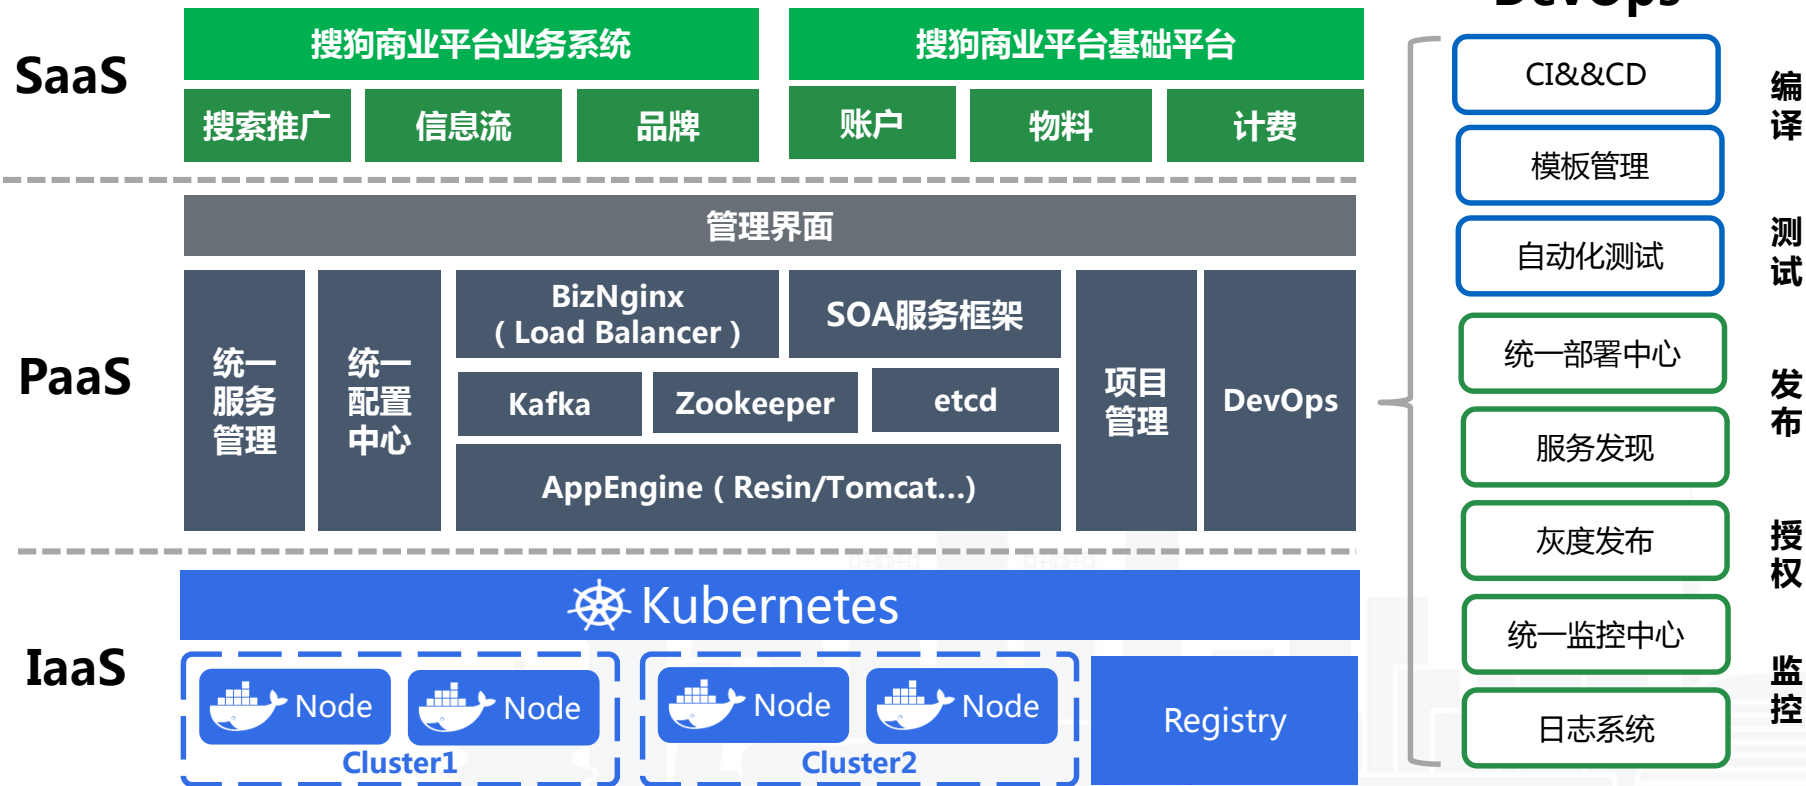 DevOps
SaaS
搜狗商业平台业务系统
搜狗商业平台基础平台
搜索推广
信息流
品牌
账户
物料
计费
PaaS
管理界面
统一
服务
管理
统一
配置
中心
BizNginx
( Load Balancer )
SOA服务框架
Kafka
Zookeeper
etcd
AppEngine ( Resin/Tomcat...)
项目
管理
DevOps
IaaS
Kubernetes
Node
Node
Cluster1
Node
Node
Cluster2
Registry
CI&&CD
模板管理
自动化测试
统一部署中心
服务发现
灰度发布
统一监控中心
日志系统
编
译
测
试
发
布
授
权
监
控